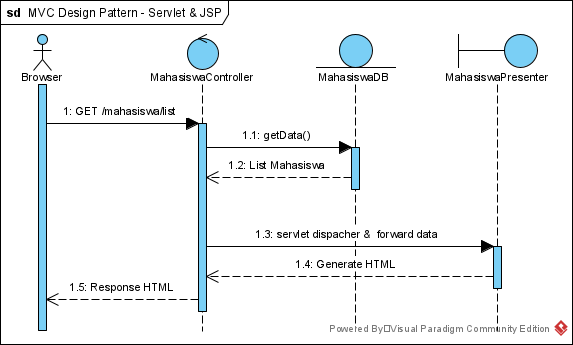 sd MVC Design Pattern - Servlet & JSP
Browser
MahasiswaController
MahasiswaDB
MahasiswaPresenter
1: GET /mahasiswa/list
1.1: getData()
1.2: List Mahasiswa
1.3: servlet dispacher & forward data
1.4: Generate HTML
1.5: Response HTML
Powered By Visual Paradigm Community Edition